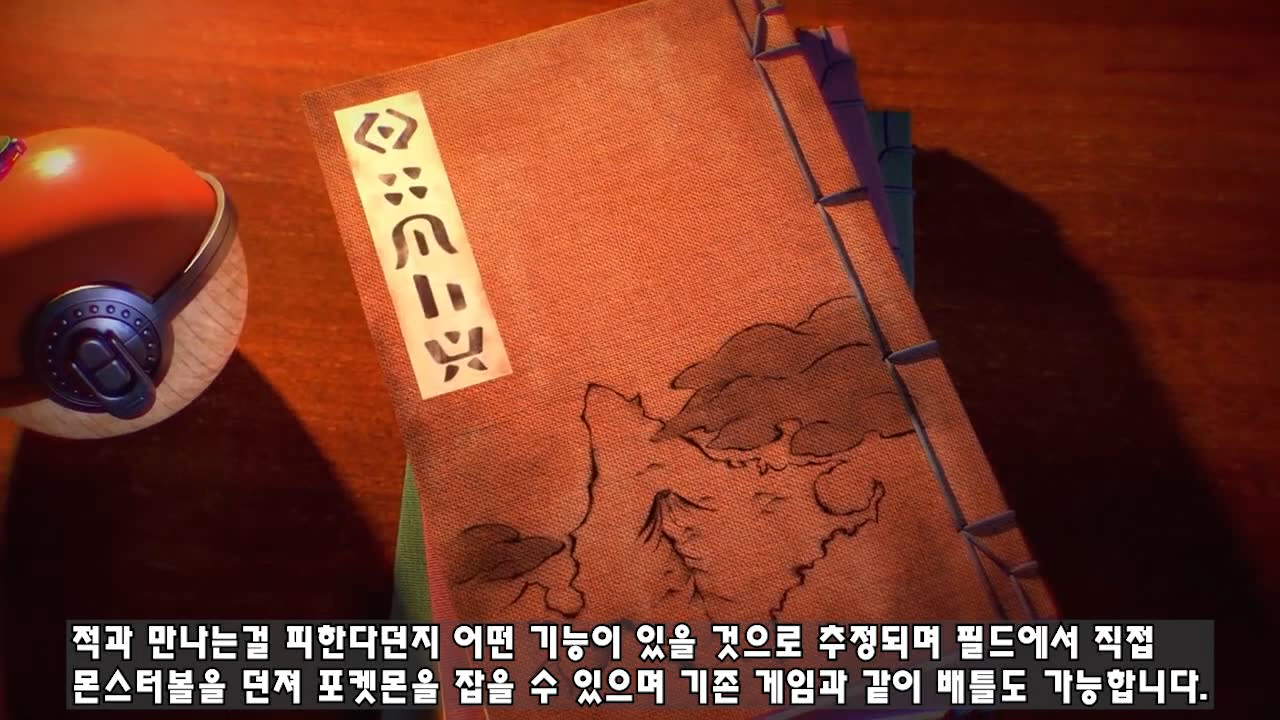 적과 만나는걸 피한다던지 어떤 기능이 있을 것으로 추정되며 필드에서 직접
몬스터볼을 던져 포켓몬을 잡을 수 있으며 기존 게임과 같이 배틀도 가능합니다.